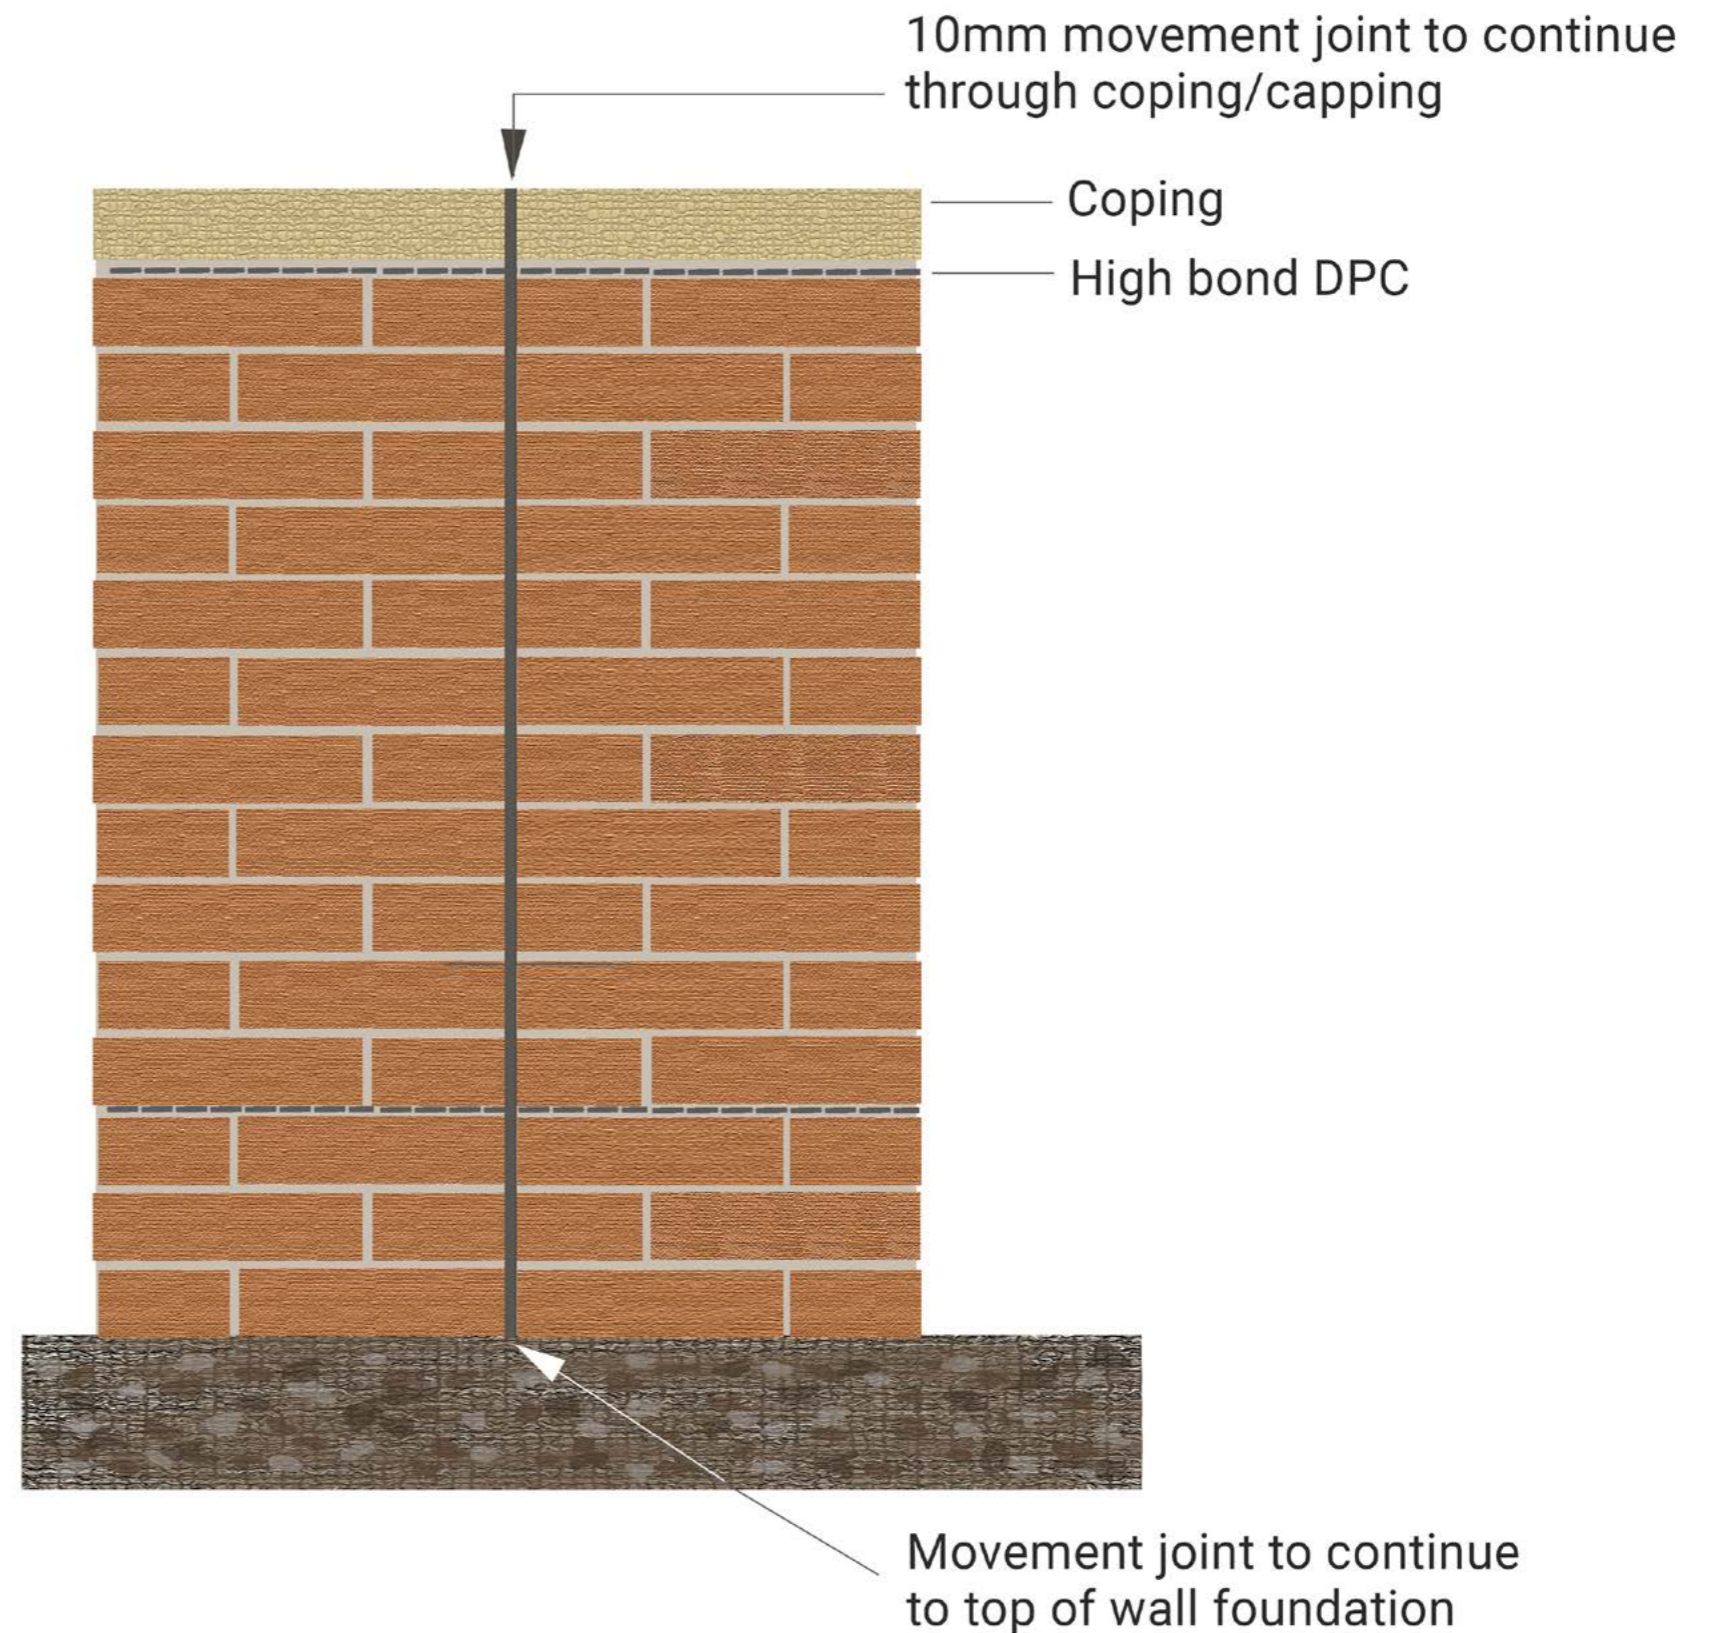 10mm movement joint to continue
through coping/capping
Coping
High bond DPC
Movement joint to continue
to top of wall foundation